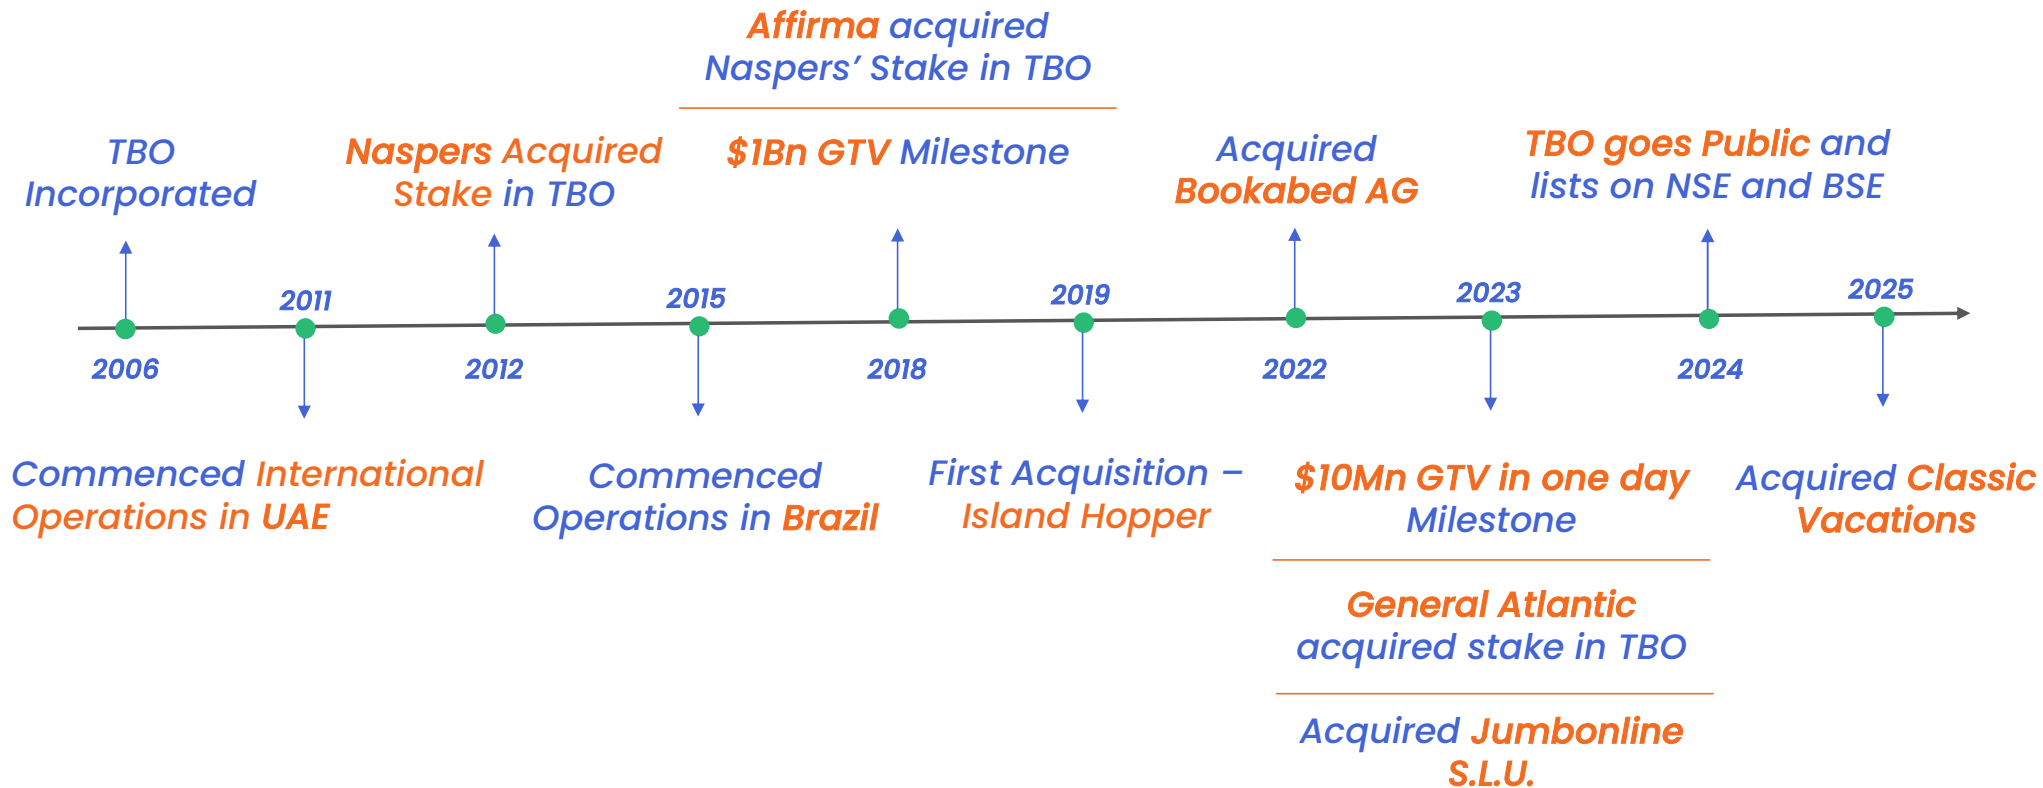 Affirma acquired
Naspers’ Stake in TBO
TBO
Incorporated
Naspers Acquired
Stake in TBO
$1Bn GTV Milestone
Acquired
Bookabed AG
TBO goes Public and
lists on NSE and BSE
2011
2015
2019
2023
2025
2006
2012
2018
2022
2024
Commenced International
Operations in UAE
Commenced
Operations in Brazil
First Acquisition –
Island Hopper
$10Mn GTV in one day
Milestone
General Atlantic
acquired stake in TBO
Acquired Jumbonline
S.L.U.
Acquired Classic
Vacations